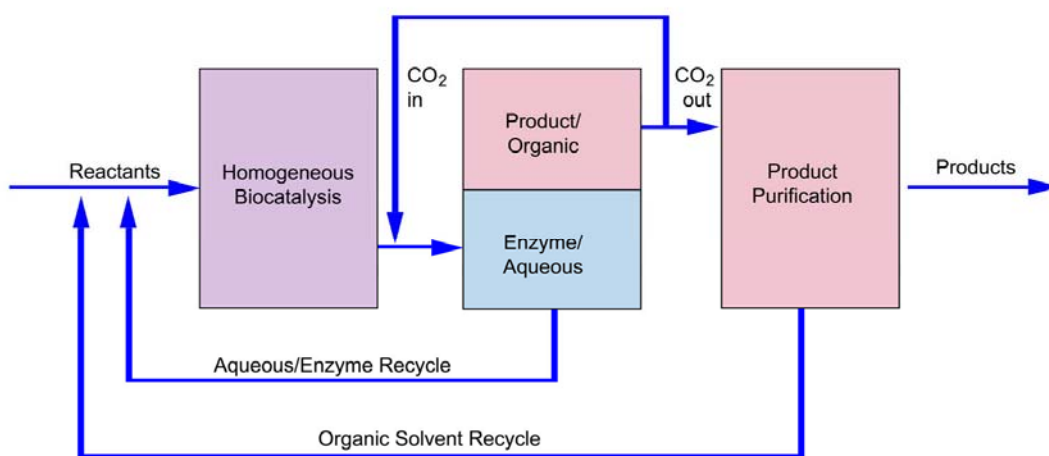 CO₂
in
CO₂
out
Product/
Organic
Reactants
Homogeneous
Biocatalysis
Product
Purification
Products
Enzyme/
Aqueous
Aqueous/Enzyme Recycle
Organic Solvent Recycle